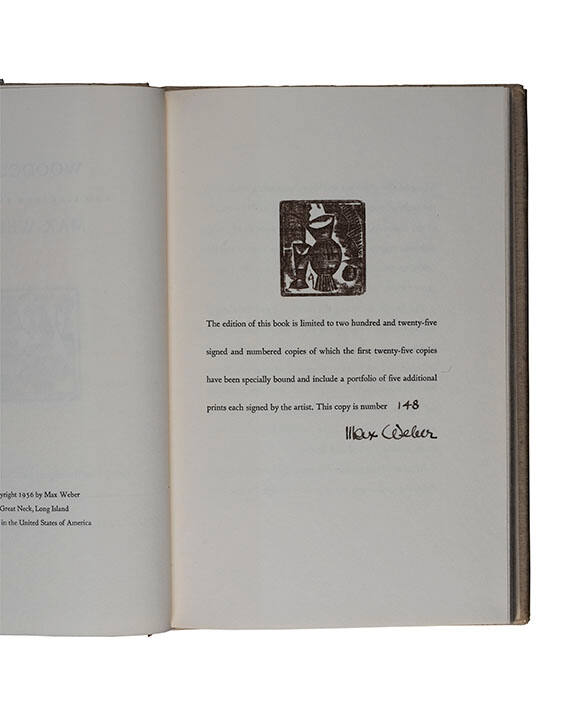 yright 1956 by Max Weber
Great Neck, Long Island
in the United States of America
The edition of this book is limited to two hundred and twenty-five
signed and numbered copies of which the first twenty-five copies
have been specially bound and include a portfolio of five additional
prints each signed by the artist. This copy is number 148
Max Weber